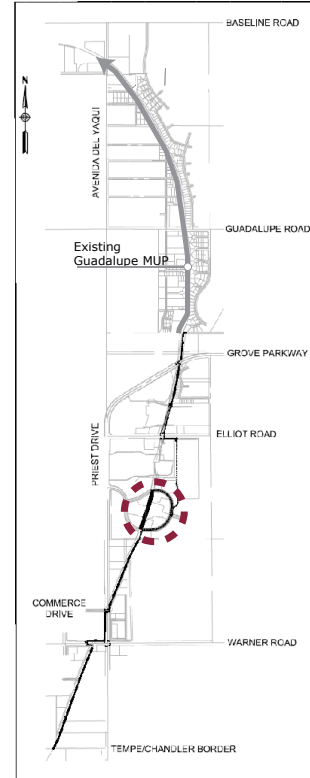 BASELINE ROAD
N
AVENIDA DEL YAQUI
GUADALUPE ROAD
Existing
Guadalupe MUP
GROVE PARKWAY
PRIEST DRIVE
ELLIOT ROAD
COMMERCE
DRIVE
WARNER ROAD
TEMPE/CHANDLER BORDER